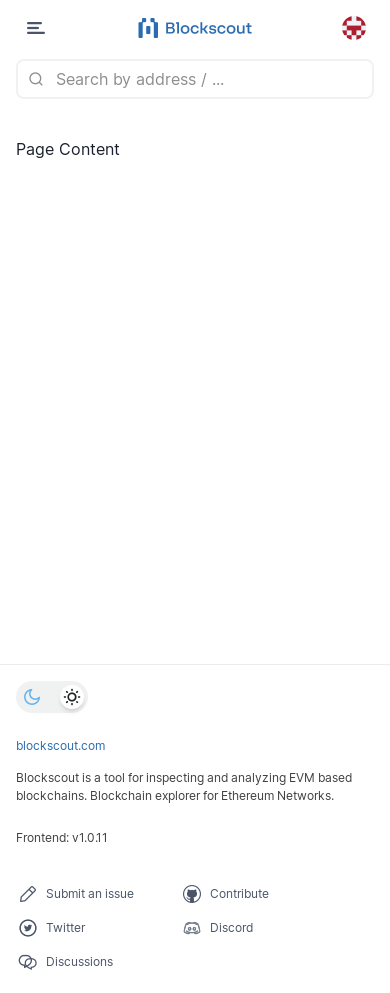 Blockscout
Search by address / ...
Page Content
blockscout.com
Blockscout is a tool for inspecting and analyzing EVM based
blockchains. Blockchain explorer for Ethereum Networks.
Frontend: v1.0.11
Submit an issue
Contribute
Twitter
Discord
Discussions